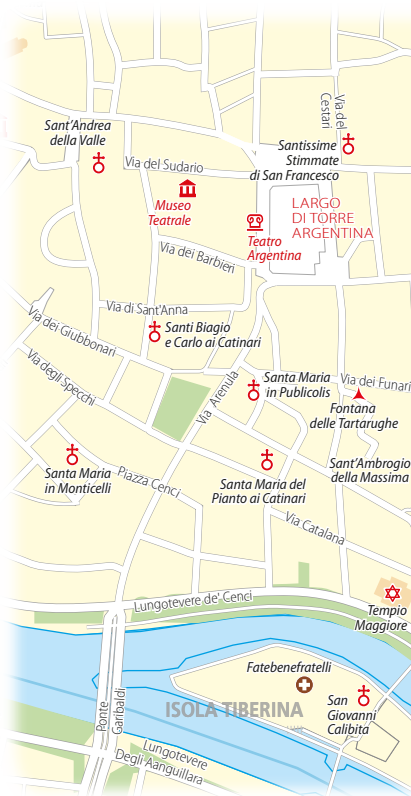 Via dei
Cestari
Sant'Andrea
della Valle
Santissime
Stimmate
di San Francesco
Via del Sudario
Museo
Teatrale
LARGO
DI TORRE
ARGENTINA
Teatro
Argentina
Via dei Barbieri
Via di Sant'Anna
Via dei Giubbonari
Santi Biagio
e Carlo ai Catinari
Via degli Specchi
Via Arenula
Santa Maria
in Publicolis
Via dei Funari
Fontana
delle Tartarughe
Santa Maria
in Monticelli
Piazza Cenci
Santa Maria del
Pianto ai Catinari
Sant'Ambrogio
della Massima
Via Catalana
Lungotevere de' Cenci
Tempio
Maggiore
Fatebenefratelli
ISOLA TIBERINA
San
Giovanni
Calibita
Ponte
Garibaldi
Lungotevere
Degli Aanguillara